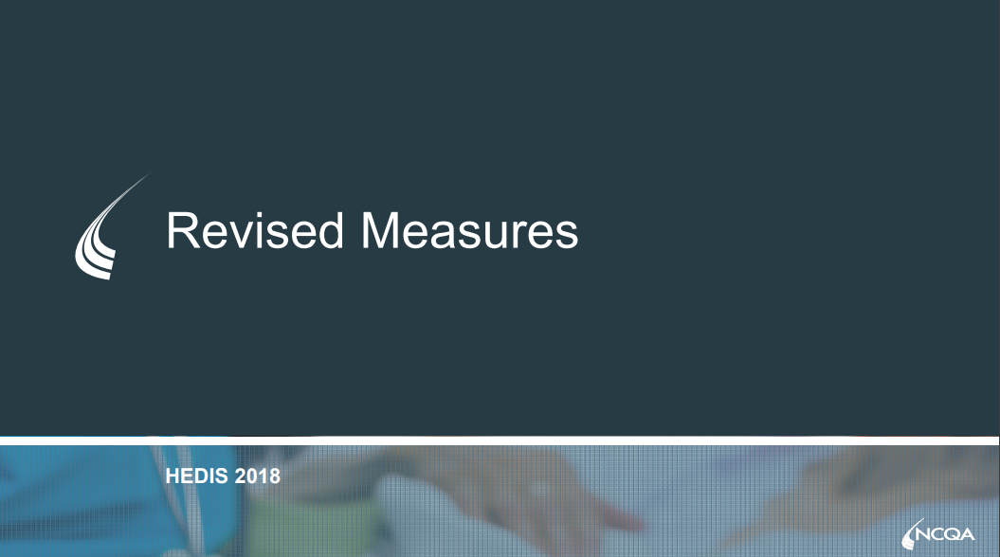 Revised Measures
HEDIS 2018
NCQA